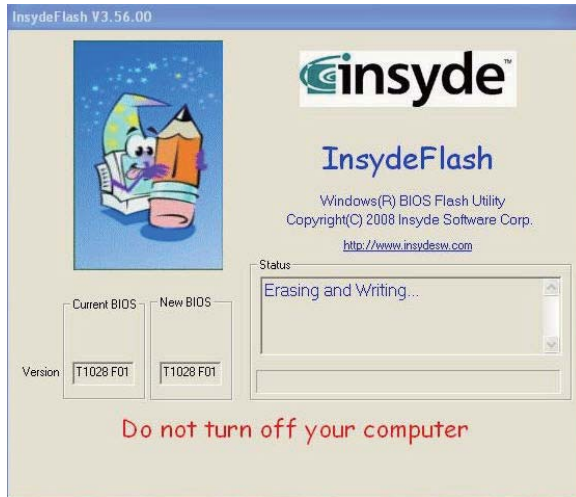 InsydeFlash V3.56.00
insyde™
InsydeFlash
Windows(R) BIOS Flash Utility
Copyright(C) 2008 Insyde Software Corp.
http://www.insydesw.com
Status
Erasing and Writing...
Current BIOS
New BIOS
Version T1028 F01 T1028 F01
Do not turn off your computer